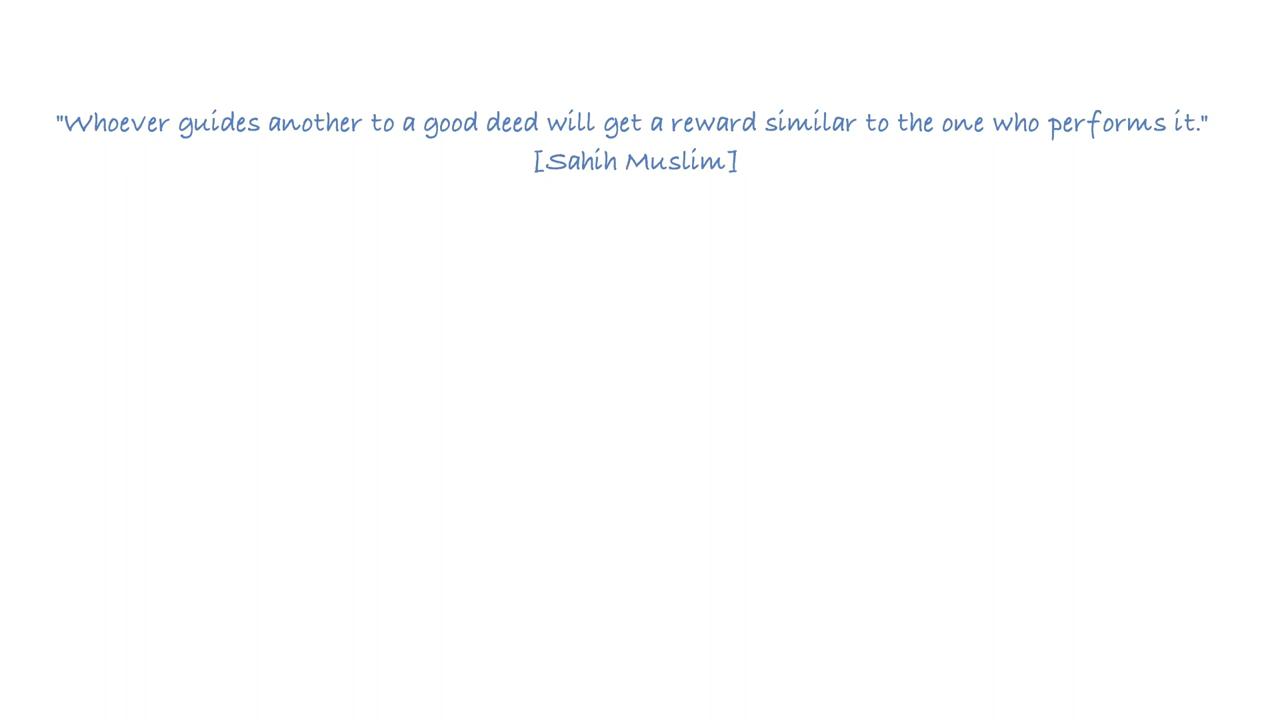 "Whoever guides another to a good deed will get a reward similar to the one who performs it."
[Sahih Muslim]